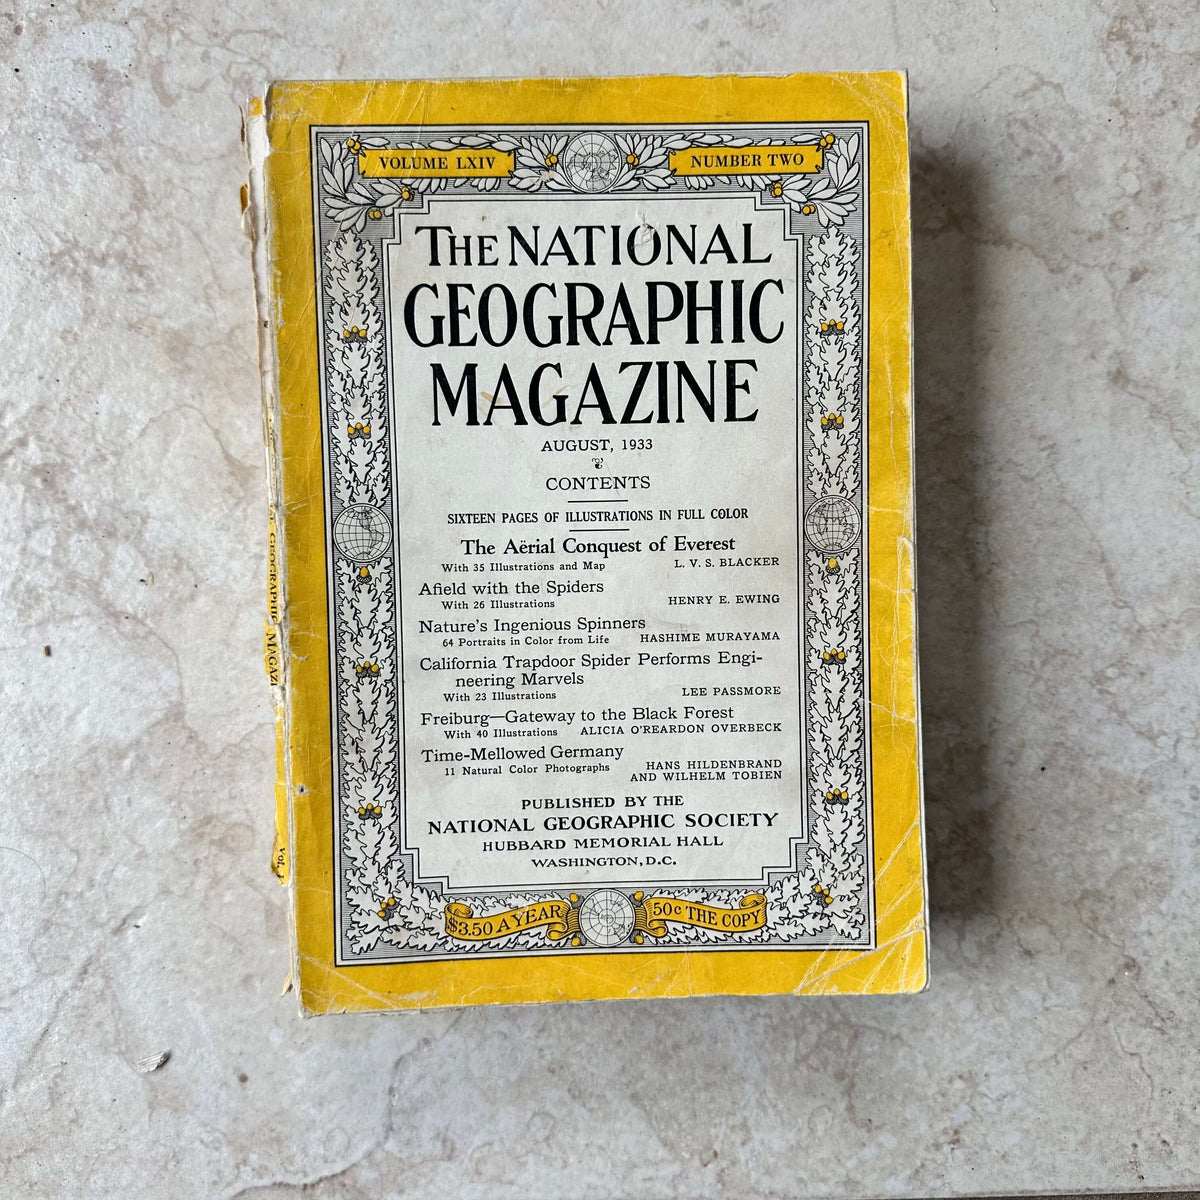 VOLUME LXIV
NUMBER TWO
THE NATIONAL
GEOGRAPHIC
MAGAZINE
AUGUST, 1933
CONTENTS
SIXTEEN PAGES OF ILLUSTRATIONS IN FULL COLOR
The Aërial Conquest of Everest
With 35 Illustrations and Map L. V. S. BLACKER
Afield with the Spiders
With 26 Illustrations HENRY E. EWING
Nature's Ingenious Spinners
64 Portraits in Color from Life HASHIME MURAYAMA
California Trapdoor Spider Performs Engi-
neering Marvels
With 23 Illustrations LEE PASSMORE
Freiburg—Gateway to the Black Forest
With 40 Illustrations ALICIA O'REARDON OVERBECK
Time-Mellowed Germany
11 Natural Color Photographs HANS HILDENBRAND
AND WILHELM TOBIEN
PUBLISHED BY THE
NATIONAL GEOGRAPHIC SOCIETY
HUBBARD MEMORIAL HALL
WASHINGTON, D.C.
$3.50 A YEAR
50c THE COPY
GEOGRAPHIC MAGAZI
Vol.